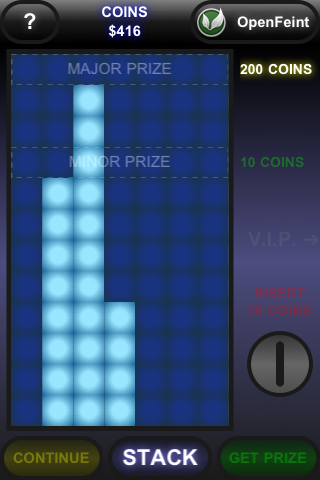 ?
COINS
$416
OpenFeint
MAJOR PRIZE
200 COINS
MINOR PRIZE
10 COINS
V.I.P. →
INSERT
10 COINS
CONTINUE
STACK
GET PRIZE